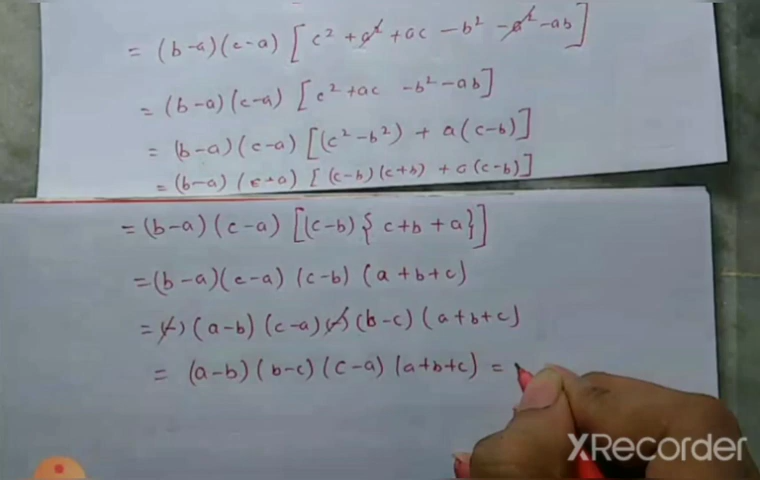 = (b-a)(c-a) [c² + a² + ac - b² - a² - ab]
= (b-a)(c-a) [c² + ac - b² - ab]
= (b-a)(c-a) [(c² - b²) + a(c-b)]
= (b-a)(c-a) [(c-b)(c+b) + a(c-b)]
= (b-a)(c-a) [(c-b){c+b+a}]
= (b-a)(c-a)(c-b)(a+b+c)
= (-)(a-b)(c-a)(-)(b-c)(a+b+c)
= (a-b)(b-c)(c-a)(a+b+c) =
XRecorder